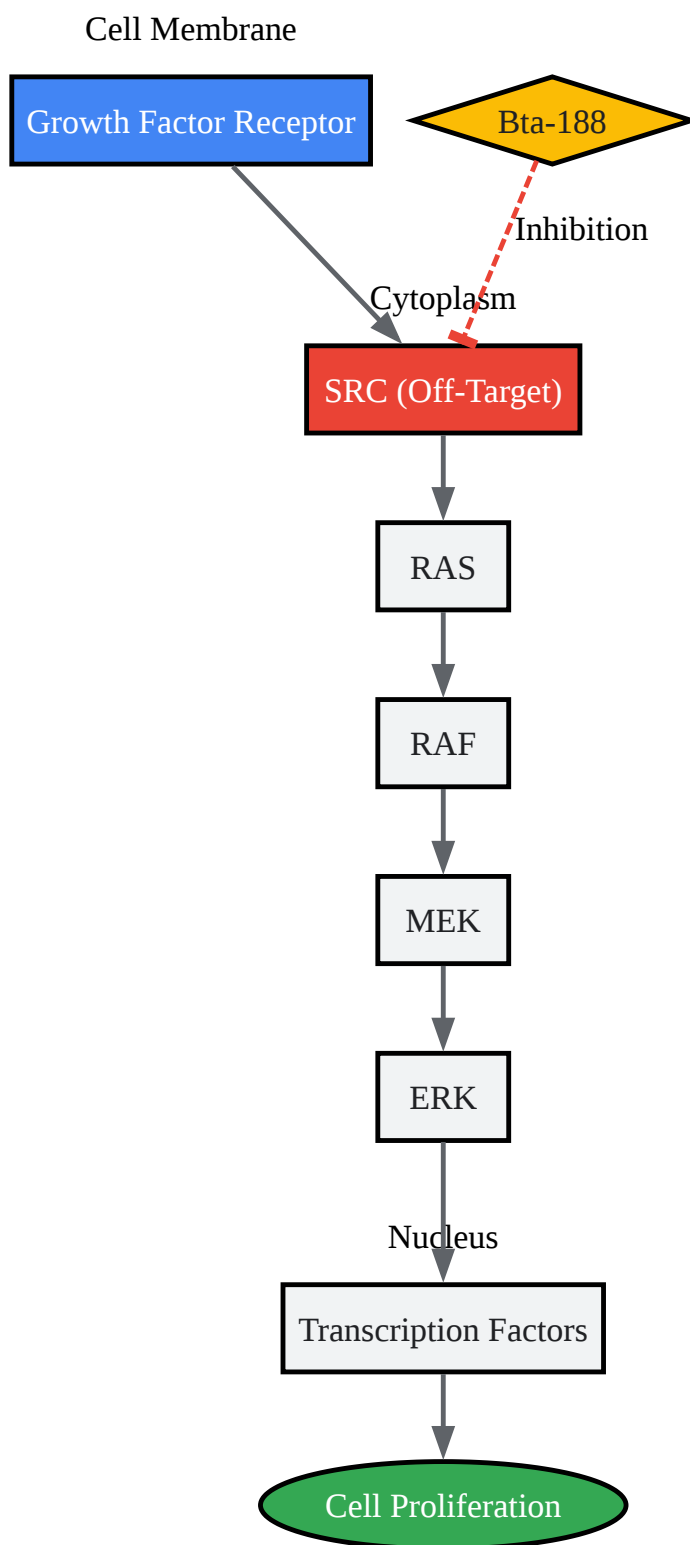 Cell Membrane
Growth Factor Receptor
Bta-188
Inhibition
Cytoplasm
SRC (Off-Target)
RAS
RAF
MEK
ERK
Nucleus
Transcription Factors
Cell Proliferation